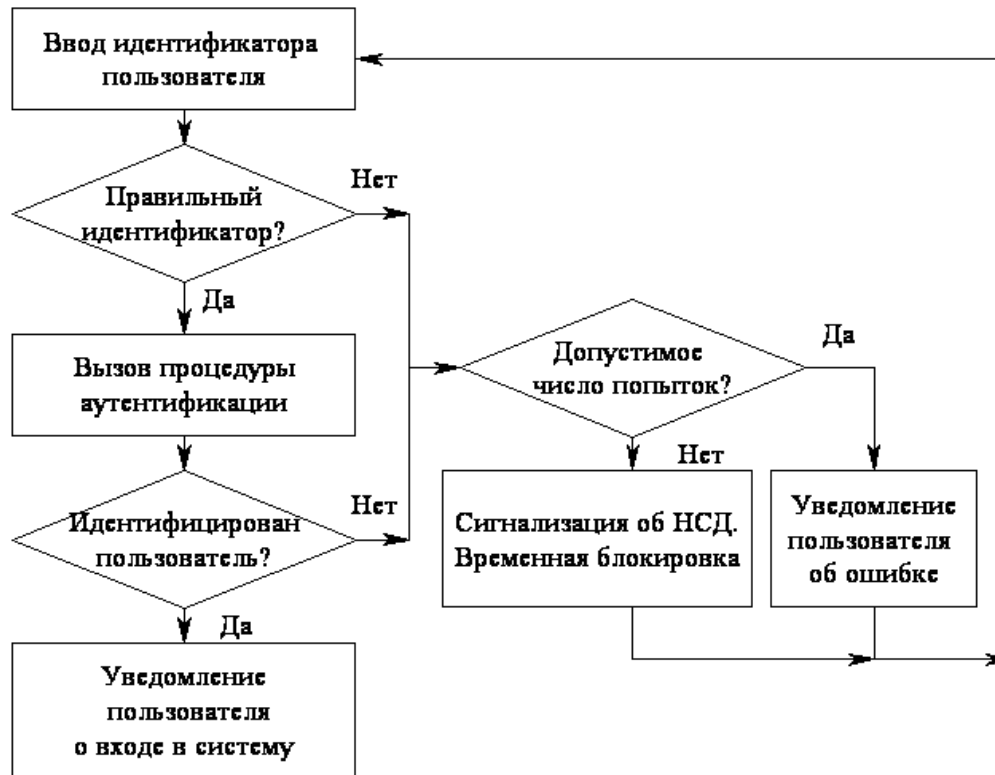 Ввод идентификатора
пользователя
Правильный
идентификатор?
Нет
Да
Вызов процедуры
аутентификации
Идентифицирован
пользователь?
Нет
Да
Уведомление
пользователя
о входе в систему
Допустимое
число попыток?
Да
Нет
Сигнализация об НСД.
Временная блокировка
Уведомление
пользователя
об ошибке